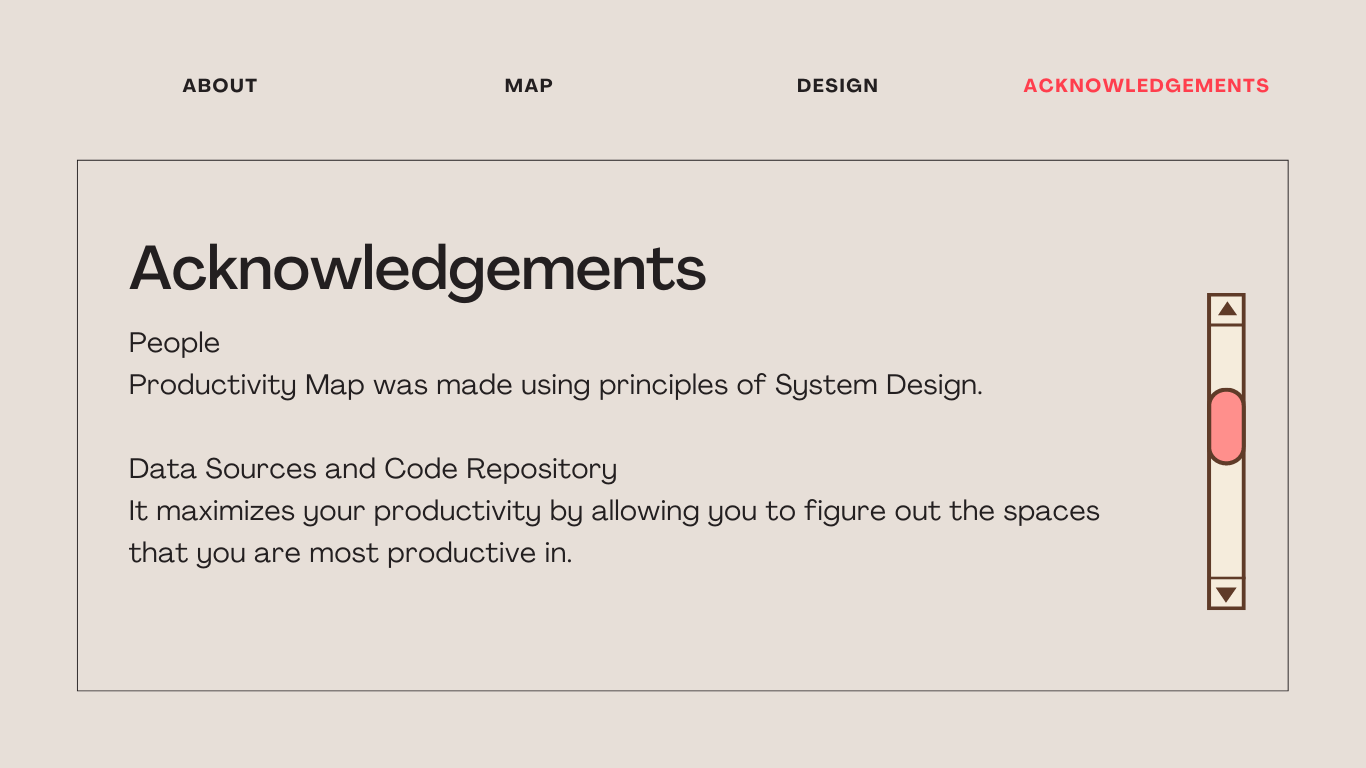 ABOUT
MAP
DESIGN
ACKNOWLEDGEMENTS
Acknowledgements
People
Productivity Map was made using principles of System Design.
Data Sources and Code Repository
It maximizes your productivity by allowing you to figure out the spaces
that you are most productive in.